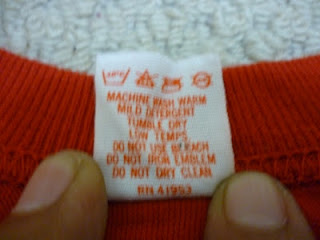 MACHINE WASH WARM
MILD DETERGENT
TUMBLE DRY
LOW TEMPS.
DO NOT USE BLEACH
DO NOT IRON EMBLEM
DO NOT DRY CLEAN
RN 41953